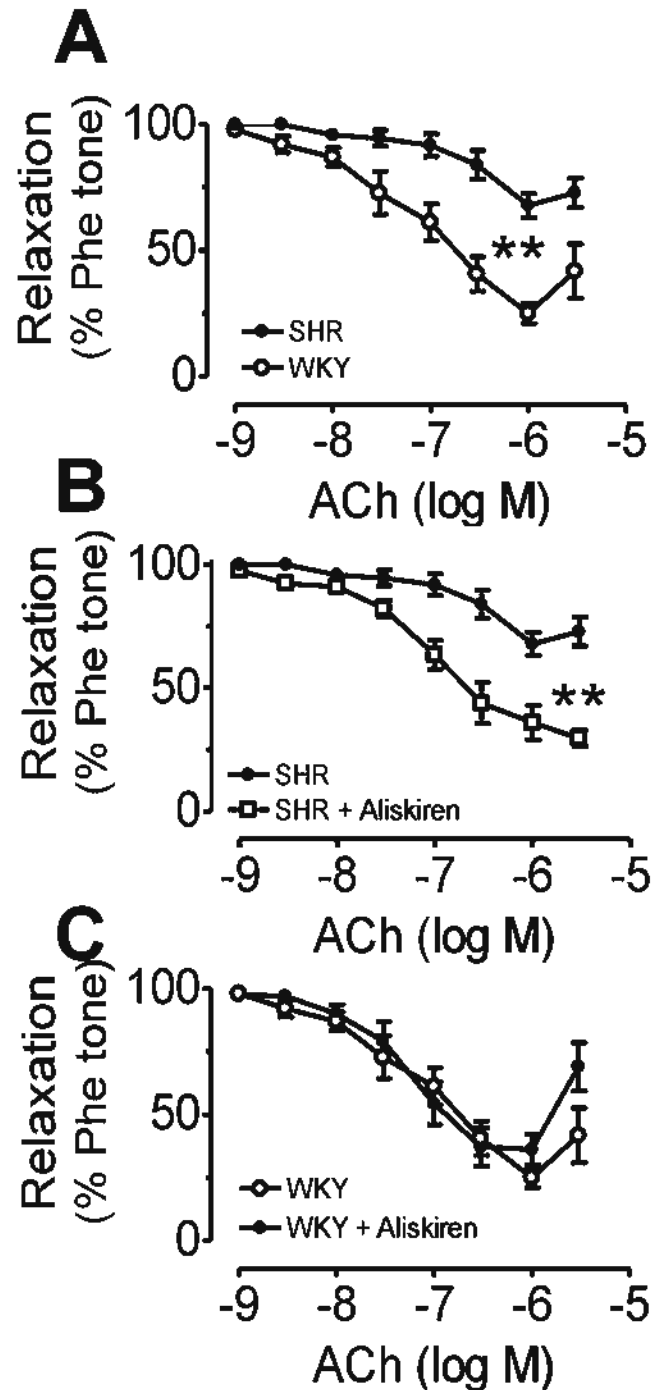 A
Relaxation
(% Phe tone)
100
50
0
**
SHR
WKY
-9 -8 -7 -6 -5
ACh (log M)
B
Relaxation
(% Phe tone)
100
50
0
**
SHR
SHR + Aliskiren
-9 -8 -7 -6 -5
ACh (log M)
C
Relaxation
(% Phe tone)
100
50
0
WKY
WKY + Aliskiren
-9 -8 -7 -6 -5
ACh (log M)